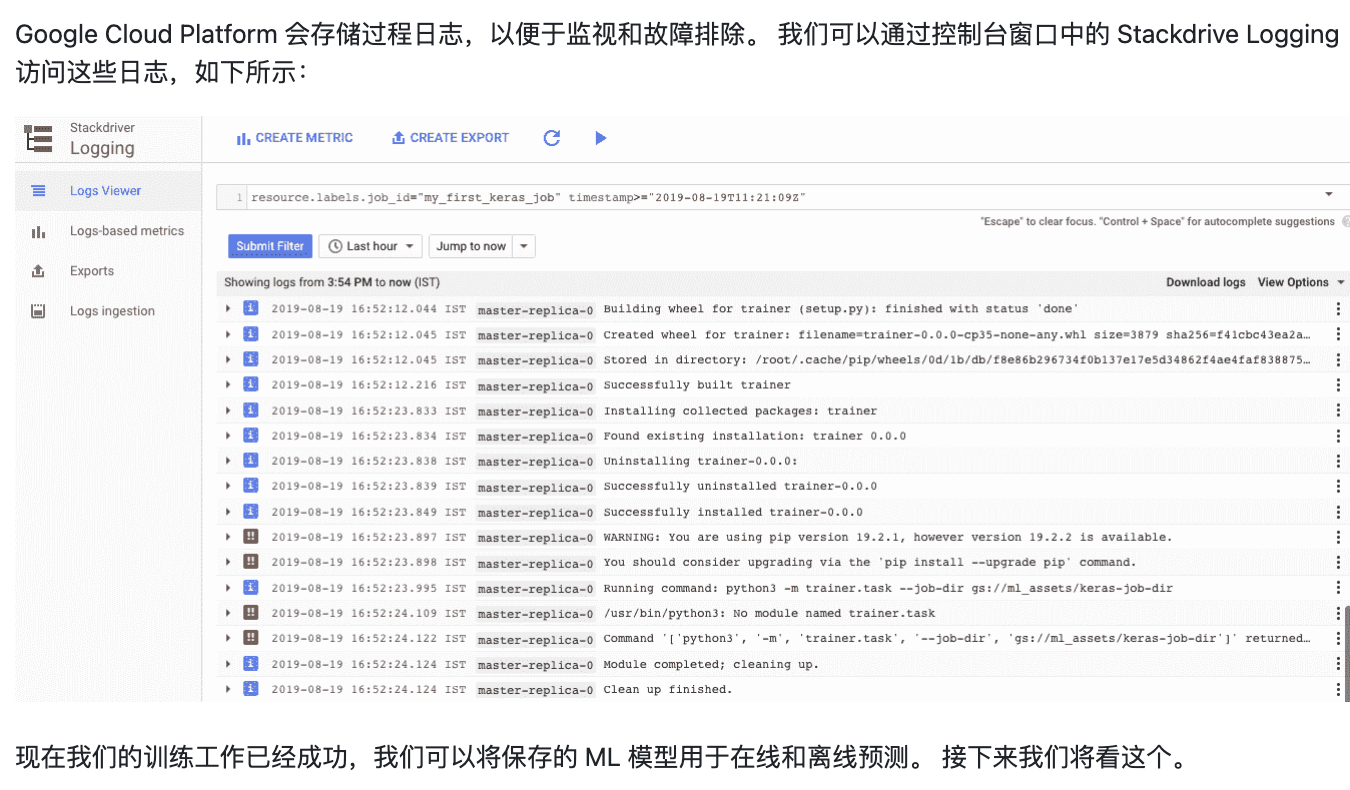 Google Cloud Platform 会存储过程日志，以便于监视和故障排除。 我们可以通过控制台窗口中的 Stackdrive Logging
访问这些日志，如下所示：
Stackdriver
Logging
CREATE METRIC
CREATE EXPORT
Logs Viewer
Logs-based metrics
Exports
Logs ingestion
1 resource.labels.job_id="my_first_keras_job" timestamp>="2019-08-19T11:21:09Z"
"Escape" to clear focus. "Control + Space" for autocomplete suggestions
Submit Filter Last hour Jump to now
Showing logs from 3:54 PM to now (IST) Download logs View Options
2019-08-19 16:52:12.044 IST master-replica-0 Building wheel for trainer (setup.py): finished with status 'done'
2019-08-19 16:52:12.045 IST master-replica-0 Created wheel for trainer: filename=trainer-0.0.0-cp35-none-any.whl size=3879 sha256=f41cbc43ea2a…
2019-08-19 16:52:12.045 IST master-replica-0 Stored in directory: /root/.cache/pip/wheels/0d/1b/db/f8e86b296734f0b137e17e5d34862f4ae4faf838875…
2019-08-19 16:52:12.216 IST master-replica-0 Successfully built trainer
2019-08-19 16:52:23.833 IST master-replica-0 Installing collected packages: trainer
2019-08-19 16:52:23.834 IST master-replica-0 Found existing installation: trainer 0.0.0
2019-08-19 16:52:23.838 IST master-replica-0 Uninstalling trainer-0.0.0:
2019-08-19 16:52:23.839 IST master-replica-0 Successfully uninstalled trainer-0.0.0
2019-08-19 16:52:23.849 IST master-replica-0 Successfully installed trainer-0.0.0
2019-08-19 16:52:23.897 IST master-replica-0 WARNING: You are using pip version 19.2.1, however version 19.2.2 is available.
2019-08-19 16:52:23.898 IST master-replica-0 You should consider upgrading via the `pip install --upgrade pip` command.
2019-08-19 16:52:23.995 IST master-replica-0 Running command: python3 -m trainer.task --job-dir gs://ml_assets/keras-job-dir
2019-08-19 16:52:24.109 IST master-replica-0 /usr/bin/python3: No module named trainer.task
2019-08-19 16:52:24.122 IST master-replica-0 Command '['python3', '-m', 'trainer.task', '--job-dir', 'gs://ml_assets/keras-job-dir']' returned…
2019-08-19 16:52:24.124 IST master-replica-0 Module completed; cleaning up.
2019-08-19 16:52:24.124 IST master-replica-0 Clean up finished.
现在我们的训练工作已经成功，我们可以将保存的 ML 模型用于在线和离线预测。 接下来我们将看这个。